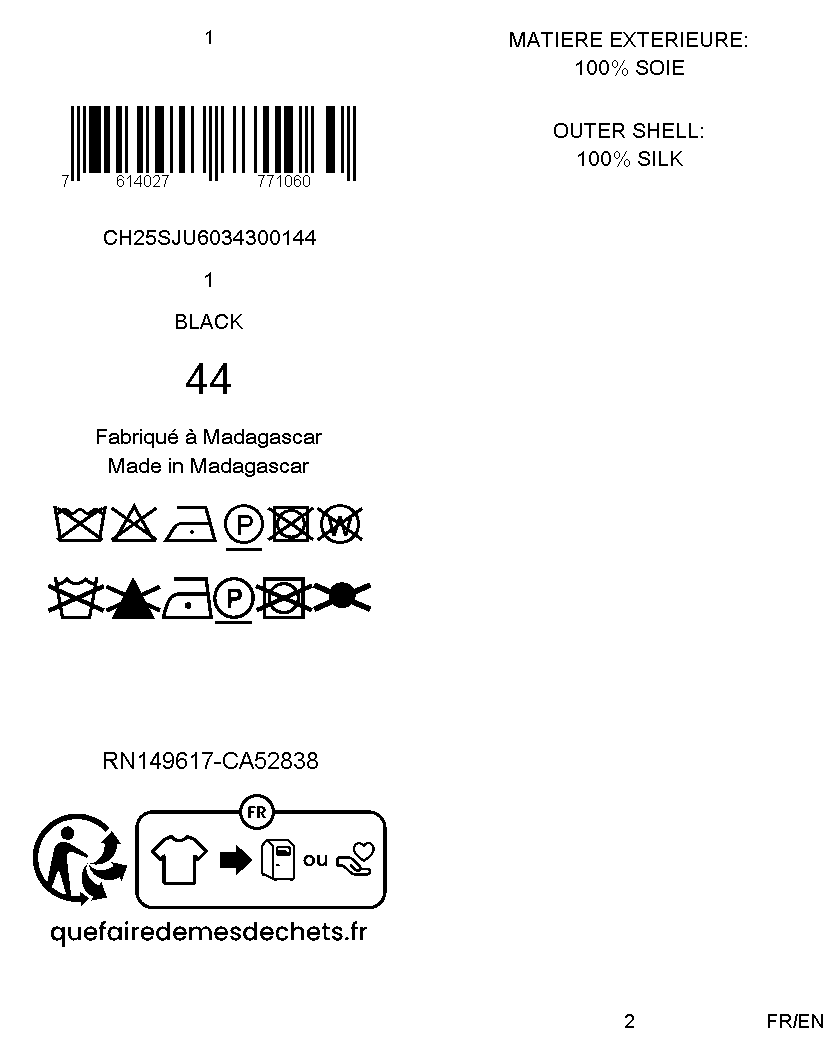 1
7 614027 771060
CH25SJU6034300144
1
BLACK
44
Fabriqué à Madagascar
Made in Madagascar
P W
P
RN149617-CA52838
FR
ou
quefairedemesdechets.fr
MATIERE EXTERIEURE:
100% SOIE
OUTER SHELL:
100% SILK
2 FR/EN